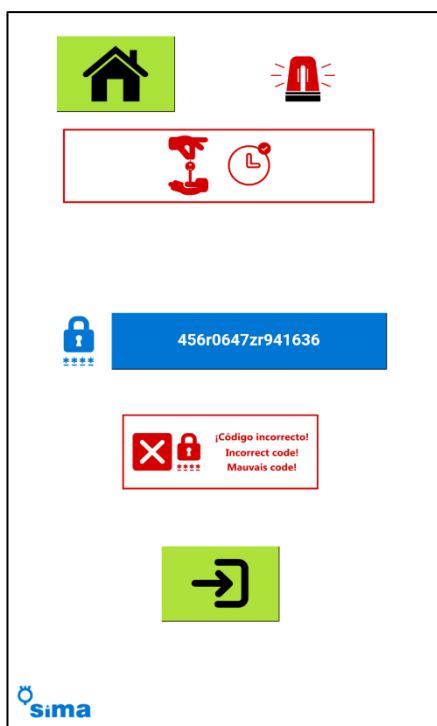 456r0647zr941636
¡Código incorrecto!
Incorrect code!
Mauvais code!
sima